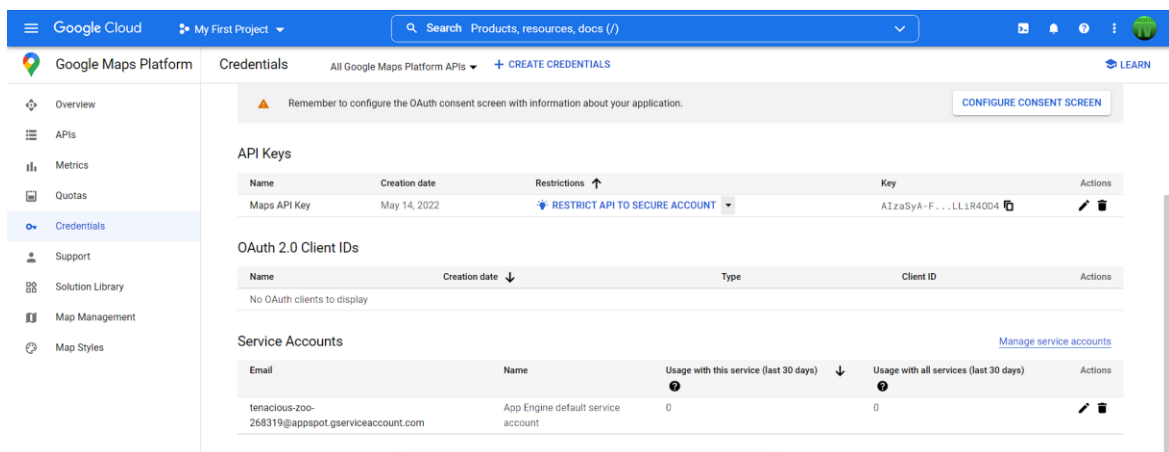 Google Cloud My First Project Search Products, resources, docs (/)
Google Maps Platform Credentials All Google Maps Platform APIs + CREATE CREDENTIALS LEARN
Overview
APIs
Metrics
Quotas
Credentials
Support
Solution Library
Map Management
Map Styles
Remember to configure the OAuth consent screen with information about your application. CONFIGURE CONSENT SCREEN
API Keys
Name Creation date Restrictions Key Actions
Maps API Key May 14, 2022 RESTRICT API TO SECURE ACCOUNT AIzaSyA-F...LLiR40D4
OAuth 2.0 Client IDs
Name Creation date Type Client ID Actions
No OAuth clients to display
Service Accounts Manage service accounts
Email Name Usage with this service (last 30 days) Usage with all services (last 30 days) Actions
tenacious-zoo- App Engine default service 0 0
268319@appspot.gserviceaccount.com account